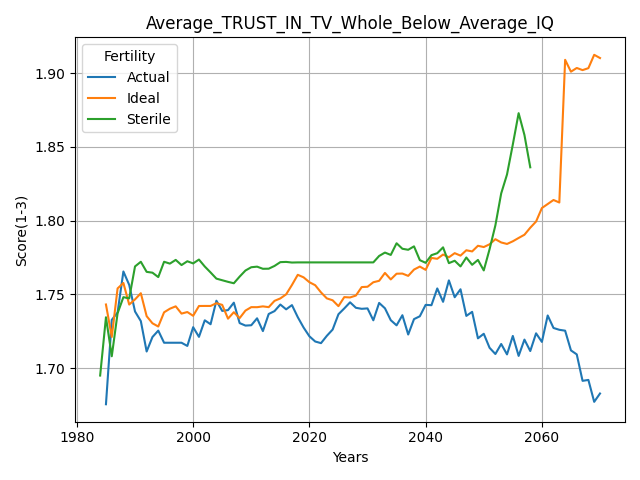 Average_TRUST_IN_TV_Whole_Below_Average_IQ
Fertility
Actual
Ideal
Sterile
Score(1-3)
1.90
1.85
1.80
1.75
1.70
1980
2000
2020
2040
2060
Years